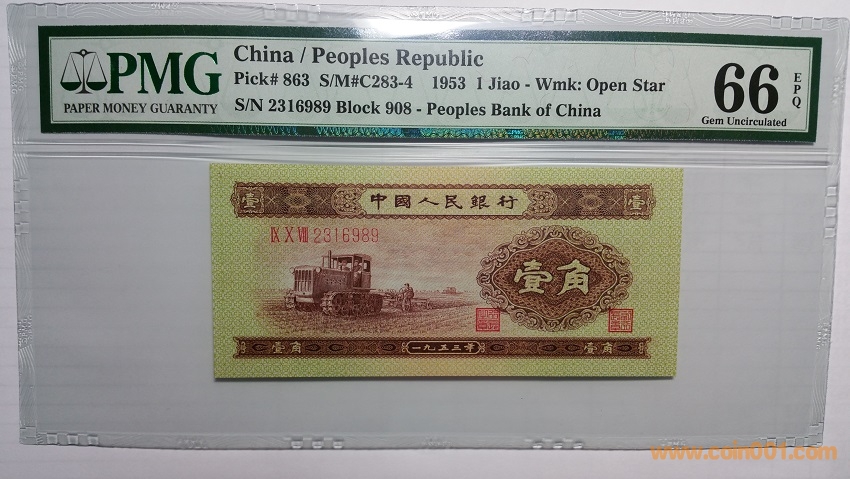 PMG
PAPER MONEY GUARANTY
China / Peoples Republic
Pick# 863 S/M#C283-4 1953 1 Jiao - Wmk: Open Star
S/N 2316989 Block 908 - Peoples Bank of China
66 EPQ
Gem Uncirculated
壹 中國人民銀行 壹
Ⅸ Ⅹ Ⅷ 2316989
壹角
壹角 一九五三年 壹角
www.coin001.com